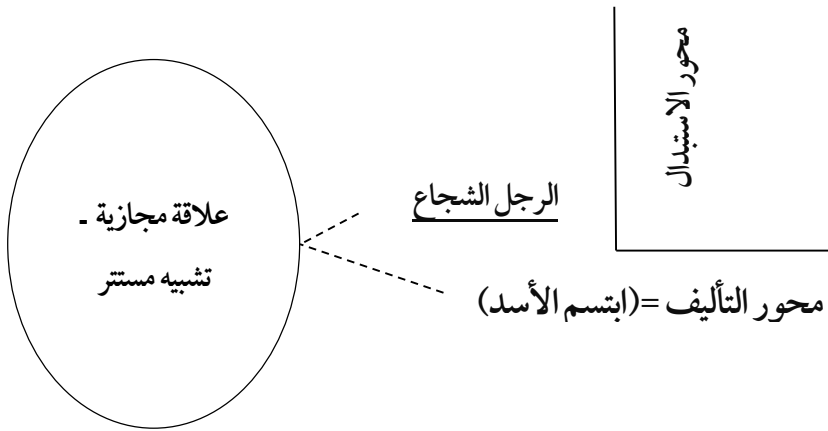 محور الاستبدال
الرجل الشجاع
علاقة مجازية -
تشبيه مستتر
محور التأليف =(ابتسم الأسد)